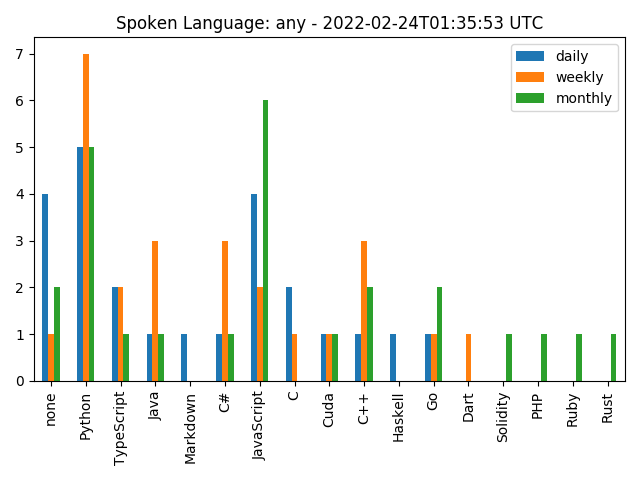 Spoken Language: any - 2022-02-24T01:35:53 UTC
daily
weekly
monthly
7
6
5
4
3
2
1
0
none
Python
TypeScript
Java
Markdown
C#
JavaScript
C
Cuda
C++
Haskell
Go
Dart
Solidity
PHP
Ruby
Rust